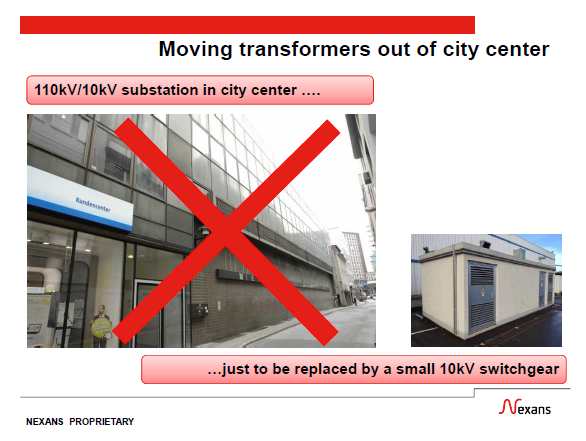 Moving transformers out of city center
110kV/10kV substation in city center ….
Kundencenter
…just to be replaced by a small 10kV switchgear
Nexans
NEXANS PROPRIETARY